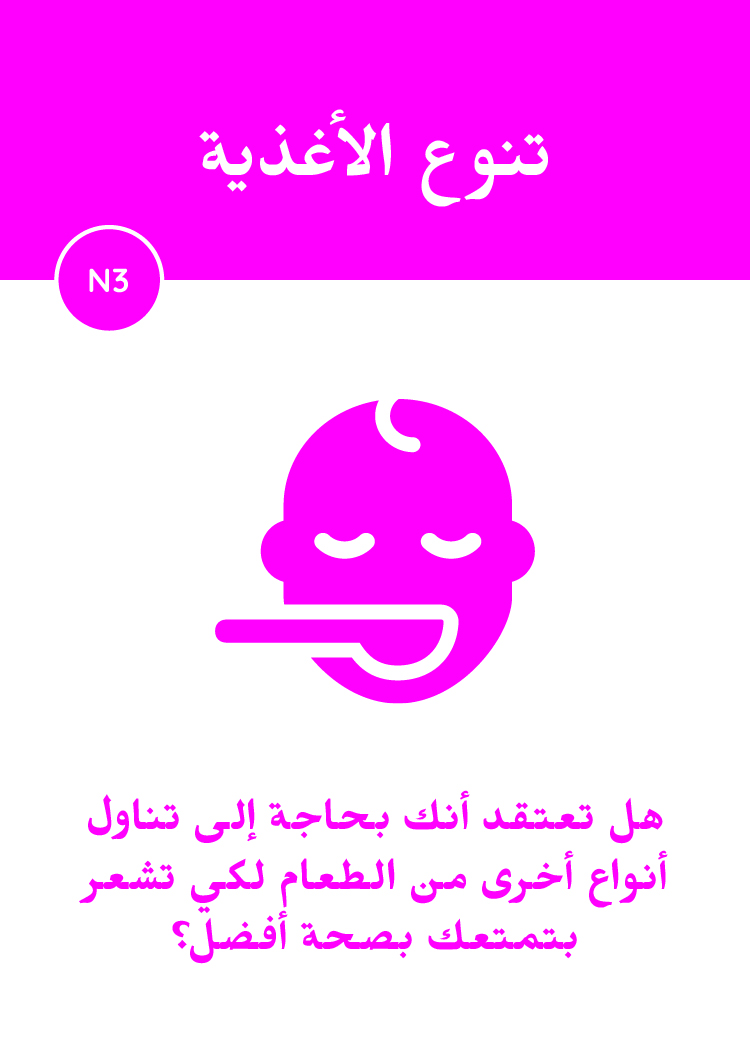 تنوع الأغذية
N3
هل تعتقد أنك بحاجة إلى تناول
أنواع أخرى من الطعام لكي تشعر
بتمتعك بصحة أفضل؟